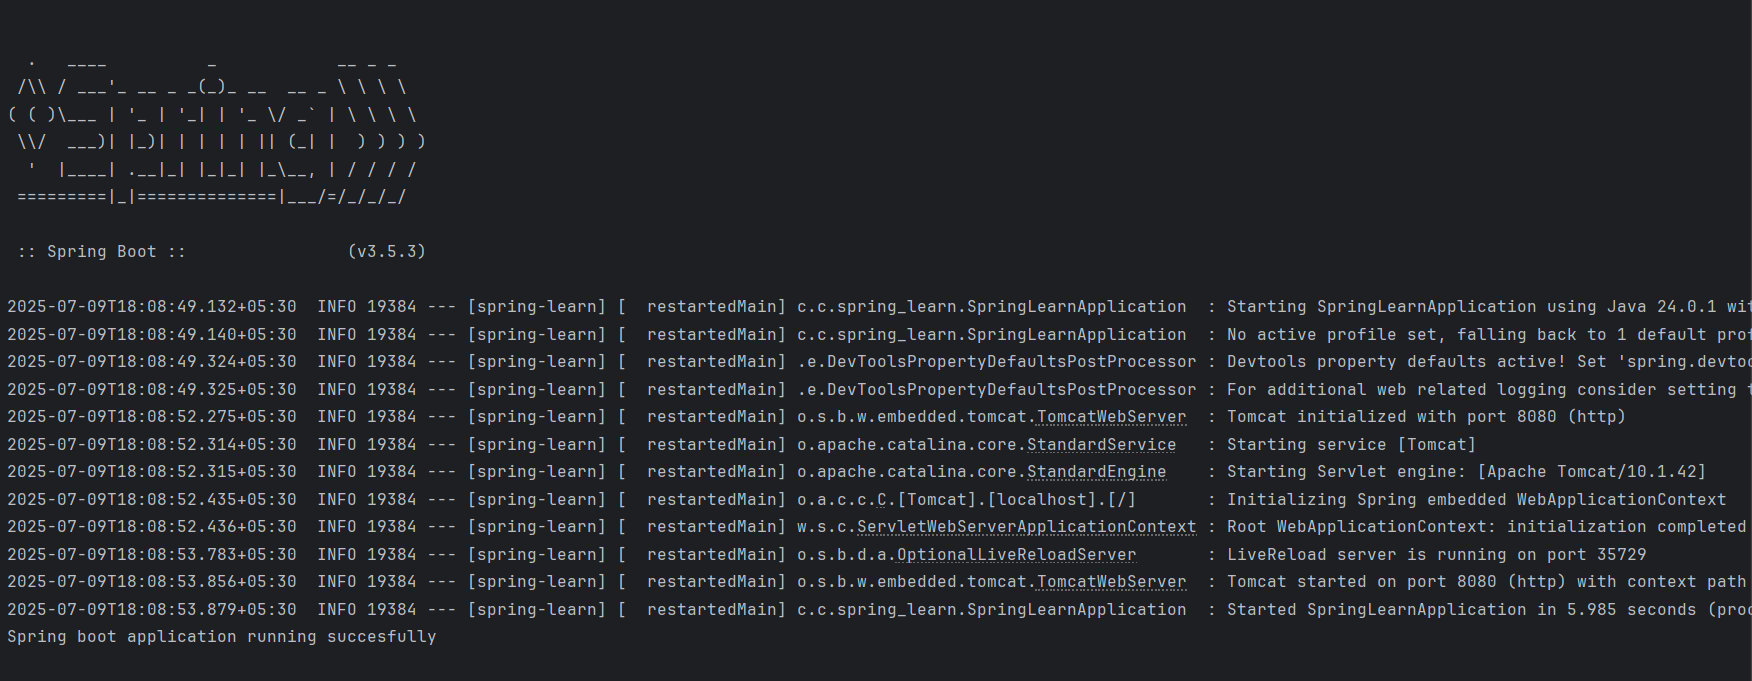 .   ____          _            __ _ _
 /\\ / ___'_ __ _ _(_)_ __  __ _ \ \ \ \
( ( )\___ | '_ | '_| | '_ \/ _` | \ \ \ \
 \\/  ___)| |_)| | | | | || (_| |  ) ) ) )
  '  |____| .__|_| |_|_| |_\__, | / / / /
 =========|_|==============|___/=/_/_/_/
 :: Spring Boot ::                (v3.5.3)
2025-07-09T18:08:49.132+05:30  INFO 19384 --- [spring-learn] [  restartedMain] c.c.spring_learn.SpringLearnApplication  : Starting SpringLearnApplication using Java 24.0.1 wit
2025-07-09T18:08:49.140+05:30  INFO 19384 --- [spring-learn] [  restartedMain] c.c.spring_learn.SpringLearnApplication  : No active profile set, falling back to 1 default prof
2025-07-09T18:08:49.324+05:30  INFO 19384 --- [spring-learn] [  restartedMain] .e.DevToolsPropertyDefaultsPostProcessor : Devtools property defaults active! Set 'spring.devtoo
2025-07-09T18:08:49.325+05:30  INFO 19384 --- [spring-learn] [  restartedMain] .e.DevToolsPropertyDefaultsPostProcessor : For additional web related logging consider setting t
2025-07-09T18:08:52.275+05:30  INFO 19384 --- [spring-learn] [  restartedMain] o.s.b.w.embedded.tomcat.TomcatWebServer  : Tomcat initialized with port 8080 (http)
2025-07-09T18:08:52.314+05:30  INFO 19384 --- [spring-learn] [  restartedMain] o.apache.catalina.core.StandardService   : Starting service [Tomcat]
2025-07-09T18:08:52.315+05:30  INFO 19384 --- [spring-learn] [  restartedMain] o.apache.catalina.core.StandardEngine    : Starting Servlet engine: [Apache Tomcat/10.1.42]
2025-07-09T18:08:52.435+05:30  INFO 19384 --- [spring-learn] [  restartedMain] o.a.c.c.C.[Tomcat].[localhost].[/]       : Initializing Spring embedded WebApplicationContext
2025-07-09T18:08:52.436+05:30  INFO 19384 --- [spring-learn] [  restartedMain] w.s.c.ServletWebServerApplicationContext : Root WebApplicationContext: initialization completed
2025-07-09T18:08:53.783+05:30  INFO 19384 --- [spring-learn] [  restartedMain] o.s.b.d.a.OptionalLiveReloadServer       : LiveReload server is running on port 35729
2025-07-09T18:08:53.856+05:30  INFO 19384 --- [spring-learn] [  restartedMain] o.s.b.w.embedded.tomcat.TomcatWebServer  : Tomcat started on port 8080 (http) with context path
2025-07-09T18:08:53.879+05:30  INFO 19384 --- [spring-learn] [  restartedMain] c.c.spring_learn.SpringLearnApplication  : Started SpringLearnApplication in 5.985 seconds (proc
Spring boot application running succesfully